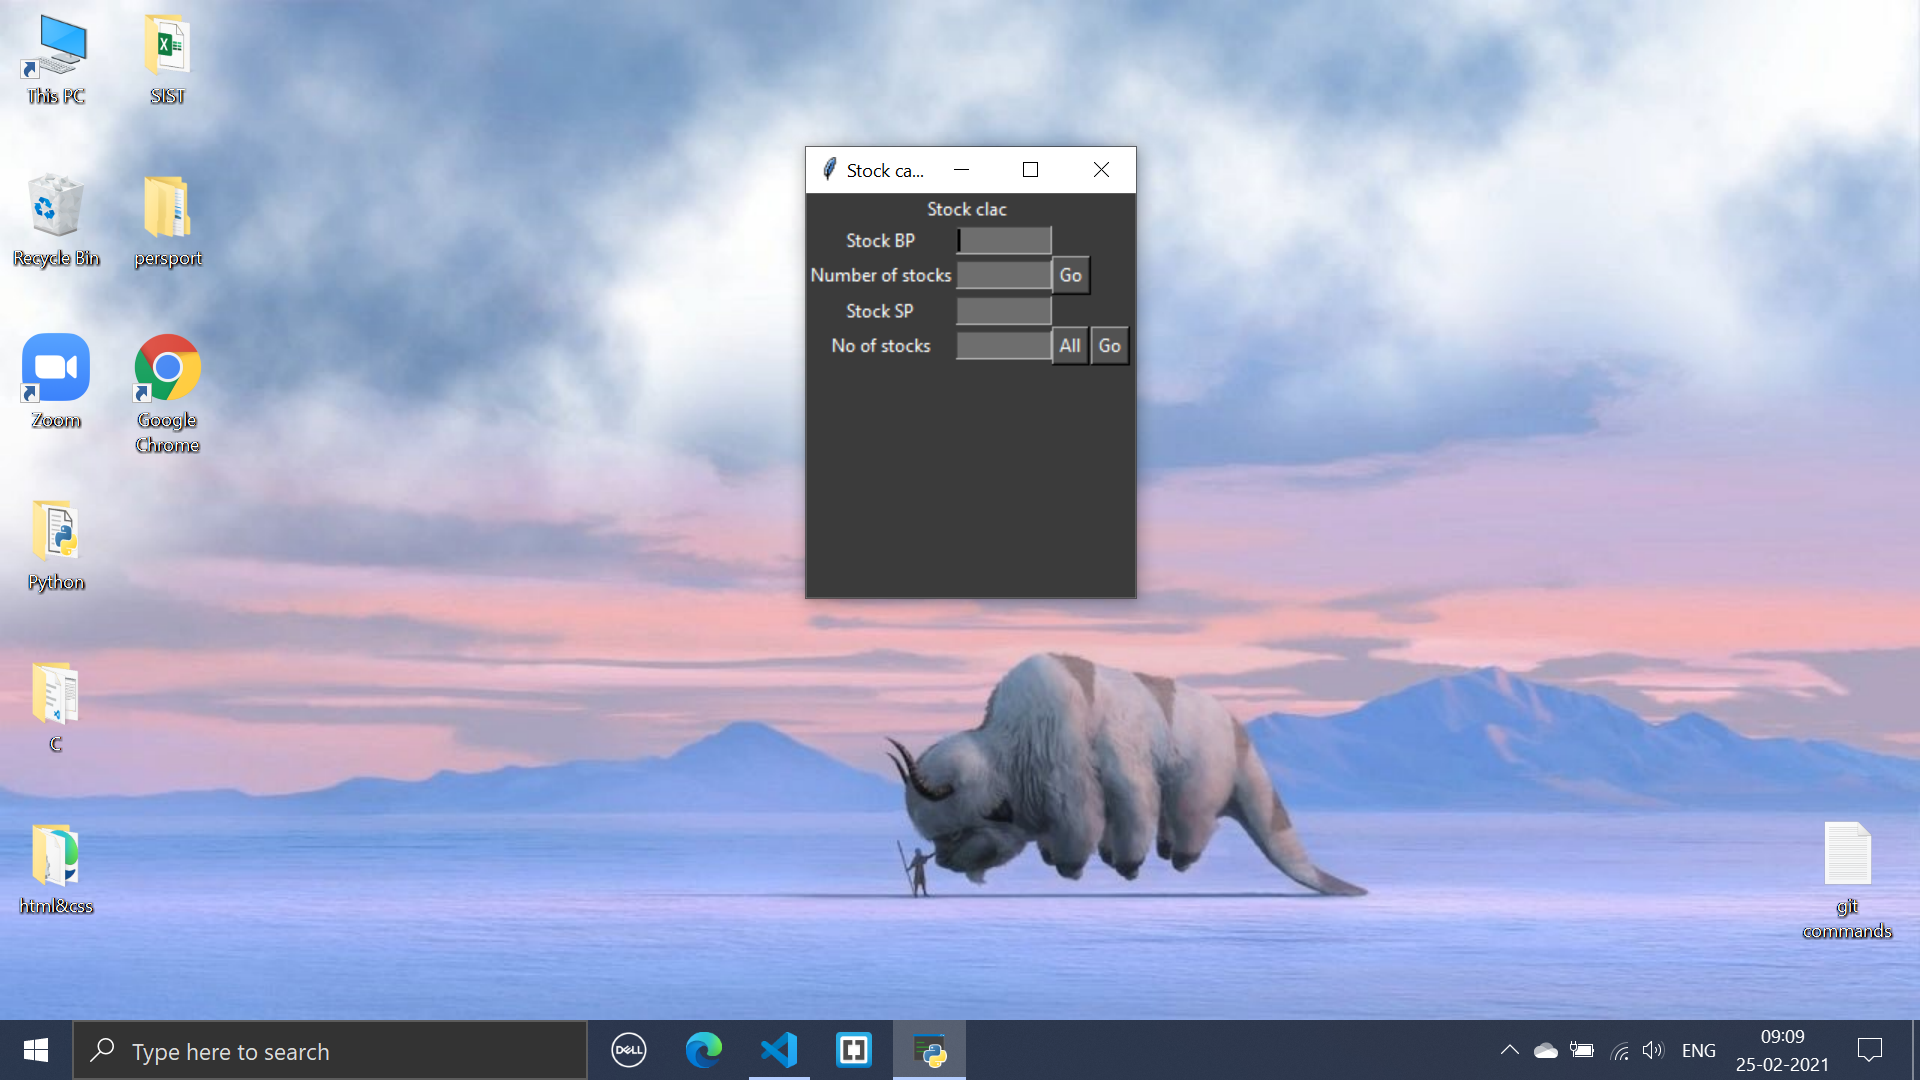 This PC
SIST
Recycle Bin
persport
Zoom
Google
Chrome
Python
C
html&css
Stock ca...
Stock clac
Stock BP
Number of stocks
Go
Stock SP
No of stocks
All
Go
git
commands
Type here to search
DELL
ENG
09:09
25-02-2021